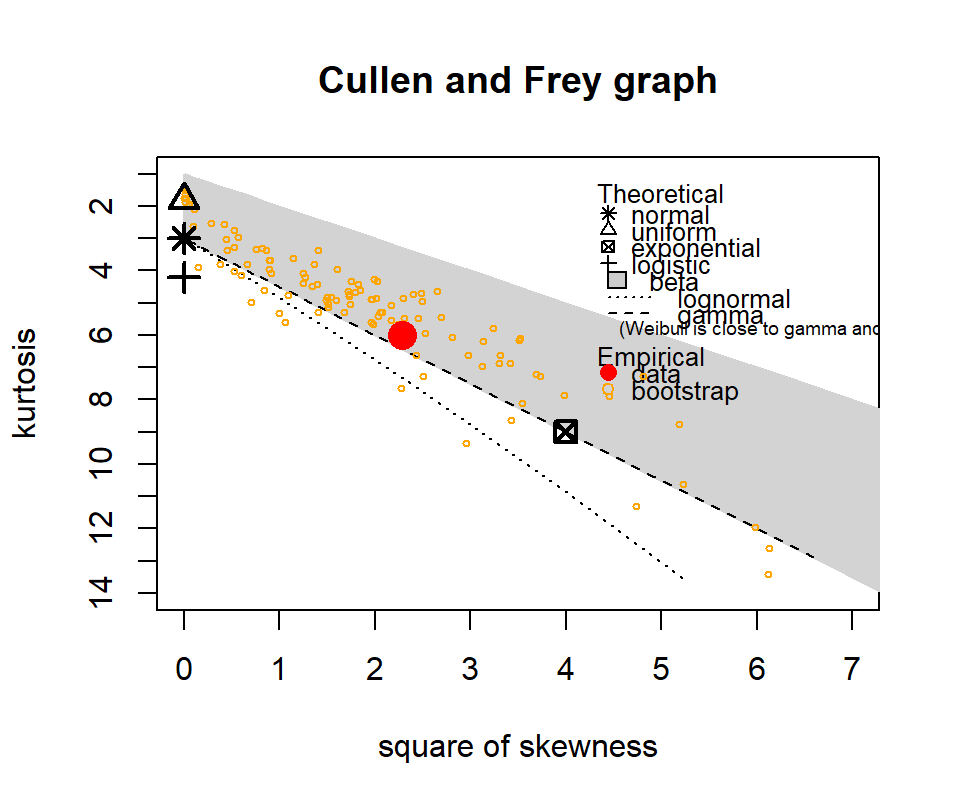 Cullen and Frey graph
Theoretical
normal
uniform
exponential
logistic
beta
lognormal
gamma
(Weibull is close to gamma and
Empirical
data
bootstrap
kurtosis
2
4
6
8
10
12
14
0 1 2 3 4 5 6 7
square of skewness